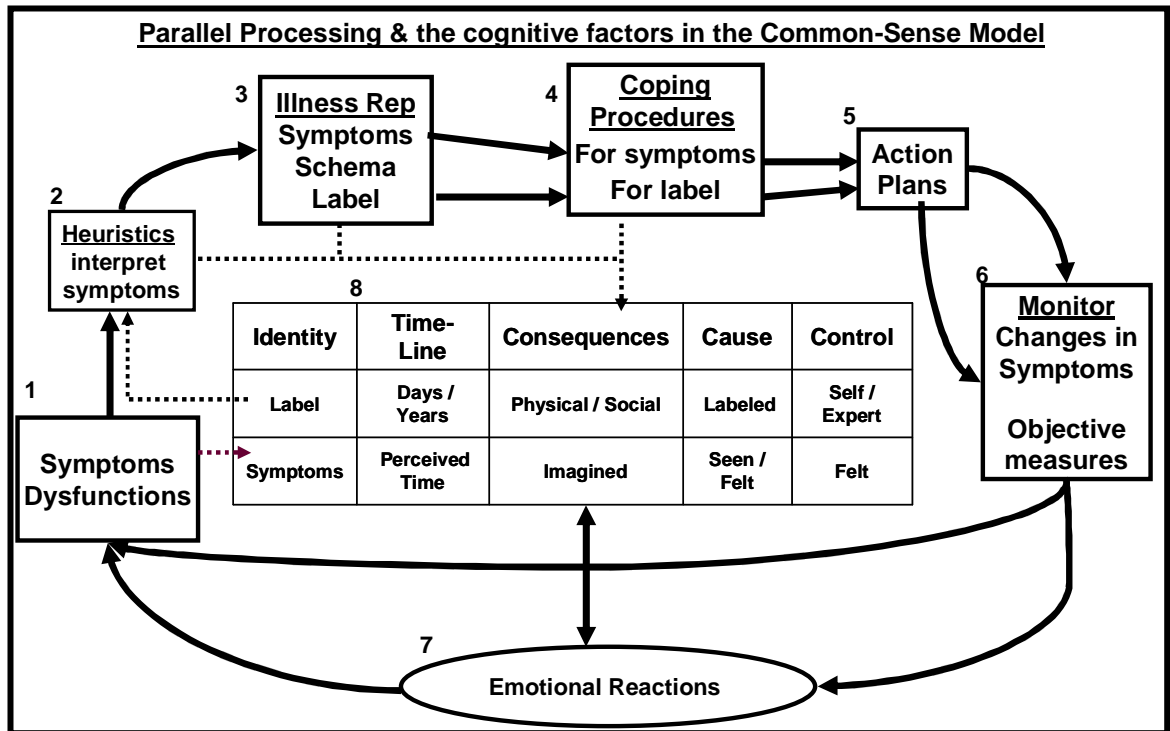 Parallel Processing & the cognitive factors in the Common-Sense Model
3
Illness Rep
Symptoms
Schema
Label
4
Coping
Procedures
For symptoms
For label
5
Action
Plans
2
Heuristics
interpret
symptoms
6
Monitor
Changes in
Symptoms
Objective
measures
1
Symptoms
Dysfunctions
8
Identity
Time-
Line
Consequences
Cause
Control
Label
Days /
Years
Physical / Social
Labeled
Self /
Expert
Symptoms
Perceived
Time
Imagined
Seen /
Felt
Felt
7
Emotional Reactions